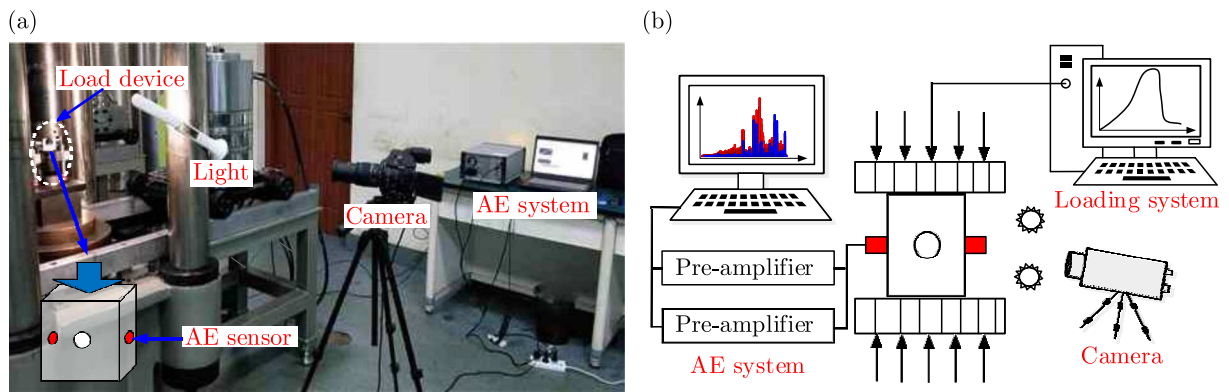 (a)
Load device
Light
Camera
AE system
AE sensor
(b)
Loading system
Pre-amplifier
Pre-amplifier
AE system
Camera